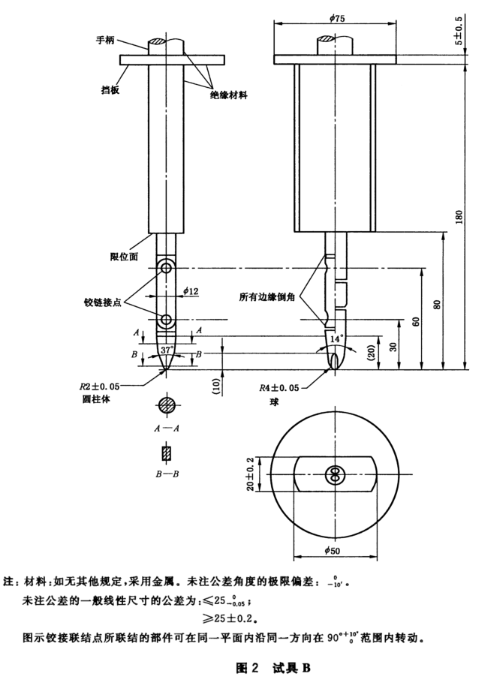 φ75
5±0.5
手柄
挡板
绝缘材料
180
限位面
铰链接点
φ12
所有边缘倒角
80
60
30
(20)
A
A
B
B
37°
14°
(10)
R2±0.05
圆柱体
R4±0.05
球
A—A
B—B
20±0.2
φ50
注：材料：如无其他规定，采用金属。未注公差角度的极限偏差：0 -10′。
未注公差的一般线性尺寸的公差为：≤25 0 -0.05；
≥25±0.2。
图示铰接联结点所联结的部件可在同一平面内沿同一方向在 90°+10′ 0 范围内转动。
图 2 试具 B